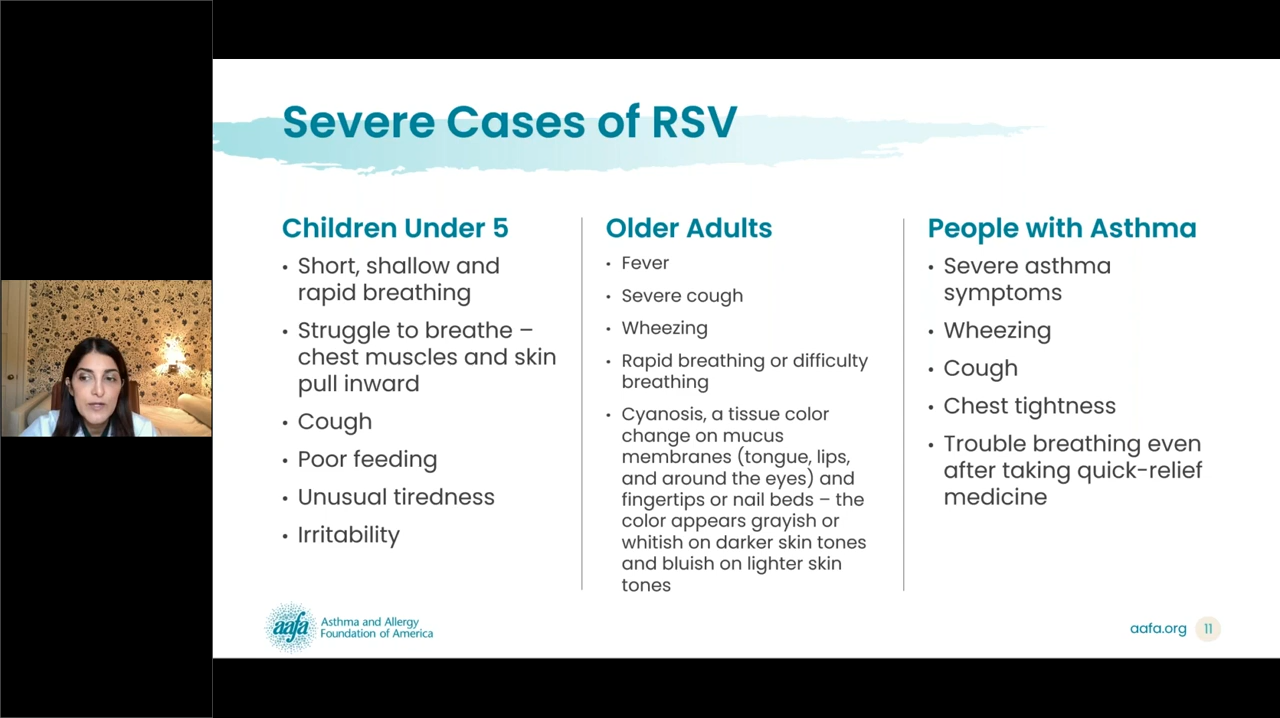 Severe Cases of RSV
Children Under 5
• Short, shallow and
rapid breathing
• Struggle to breathe –
chest muscles and skin
pull inward
• Cough
• Poor feeding
• Unusual tiredness
• Irritability
Older Adults
• Fever
• Severe cough
• Wheezing
• Rapid breathing or difficulty
breathing
• Cyanosis, a tissue color
change on mucus
membranes (tongue, lips,
and around the eyes) and
fingertips or nail beds – the
color appears grayish or
whitish on darker skin tones
and bluish on lighter skin
tones
People with Asthma
• Severe asthma
symptoms
• Wheezing
• Cough
• Chest tightness
• Trouble breathing even
after taking quick-relief
medicine
aafa
Asthma and Allergy
Foundation of America
aafa.org 11